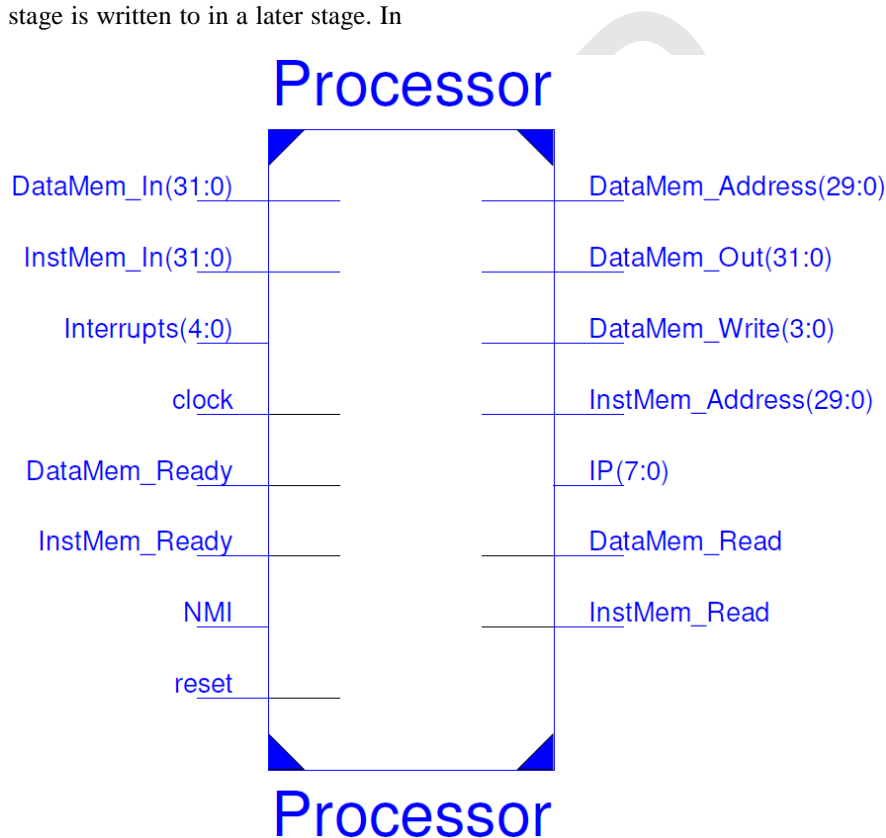 stage is written to in a later stage. In
Processor
DataMem_In(31:0)
DataMem_Address(29:0)
InstMem_In(31:0)
DataMem_Out(31:0)
Interrupts(4:0)
DataMem_Write(3:0)
clock
InstMem_Address(29:0)
DataMem_Ready
IP(7:0)
InstMem_Ready
DataMem_Read
NMI
InstMem_Read
reset
Processor